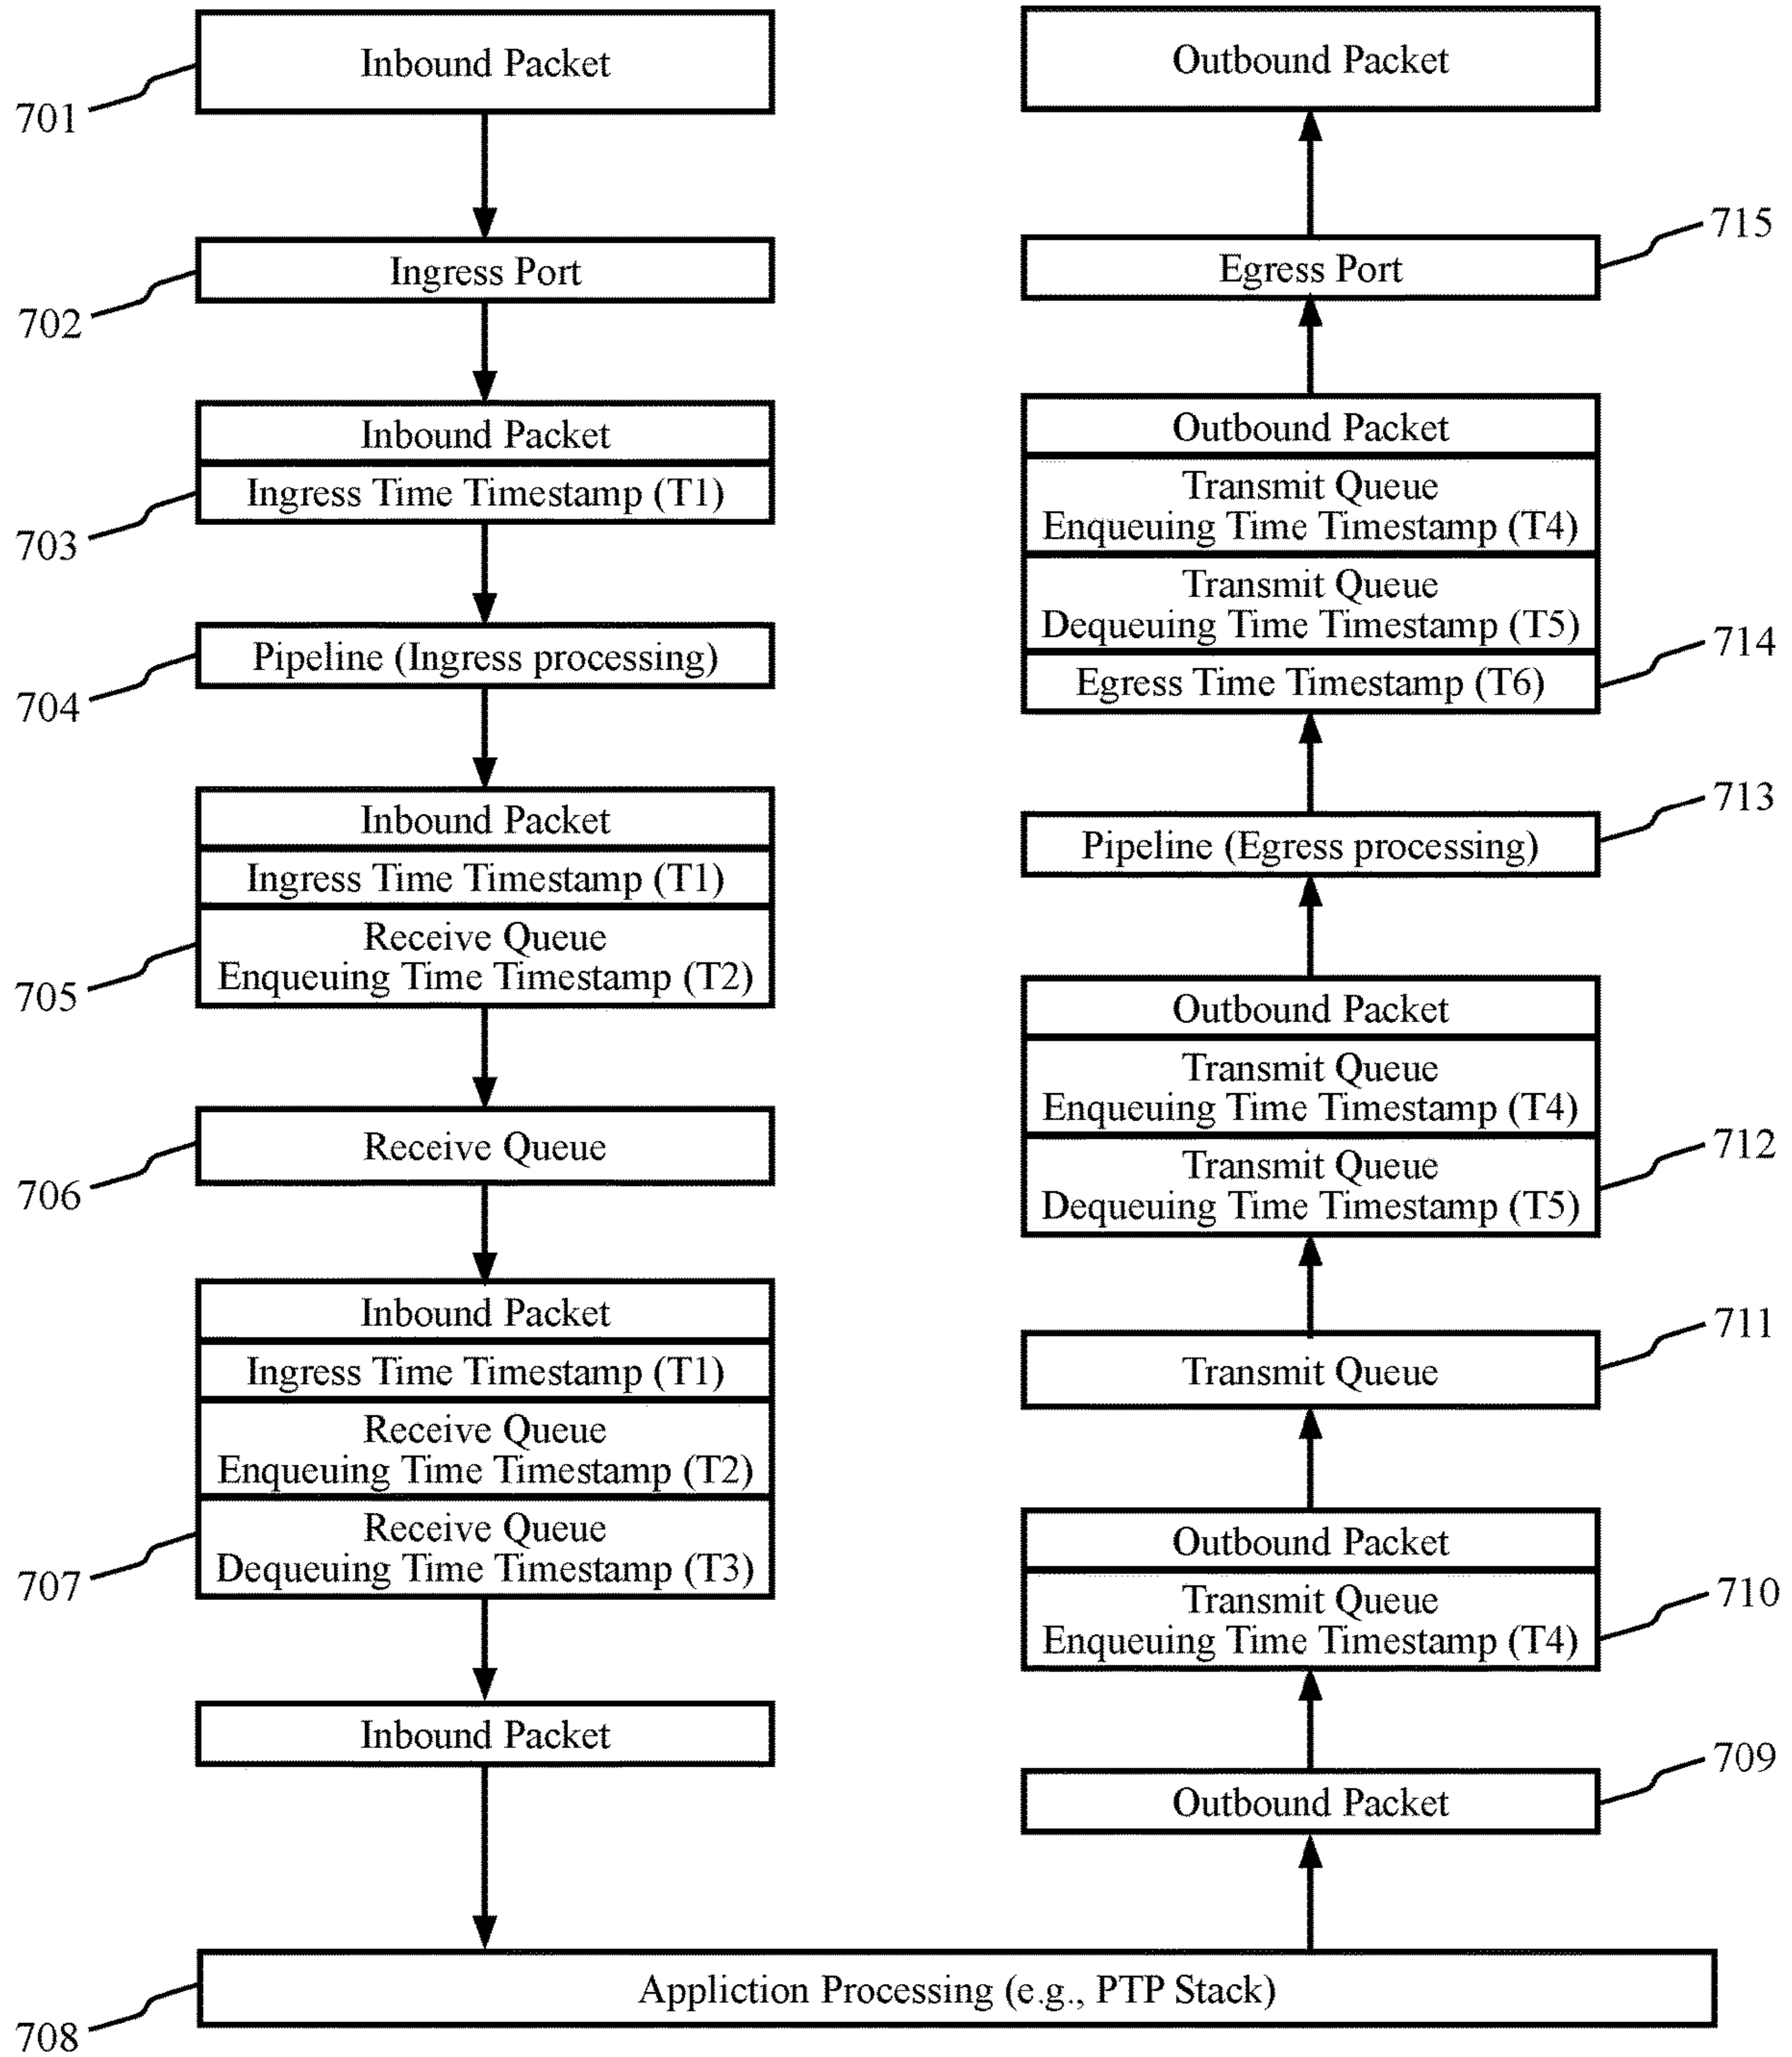 Inbound Packet
701
Ingress Port
702
Inbound Packet
Ingress Time Timestamp (T1)
703
Pipeline (Ingress processing)
704
Inbound Packet
Ingress Time Timestamp (T1)
Receive Queue
Enqueuing Time Timestamp (T2)
705
Receive Queue
706
Inbound Packet
Ingress Time Timestamp (T1)
Receive Queue
Enqueuing Time Timestamp (T2)
Receive Queue
Dequeuing Time Timestamp (T3)
707
Inbound Packet
Appliction Processing (e.g., PTP Stack)
708
Outbound Packet
709
Outbound Packet
Transmit Queue
Enqueuing Time Timestamp (T4)
710
Transmit Queue
711
Outbound Packet
Transmit Queue
Enqueuing Time Timestamp (T4)
Transmit Queue
Dequeuing Time Timestamp (T5)
712
Pipeline (Egress processing)
713
Outbound Packet
Transmit Queue
Enqueuing Time Timestamp (T4)
Transmit Queue
Dequeuing Time Timestamp (T5)
Egress Time Timestamp (T6)
714
Egress Port
715
Outbound Packet